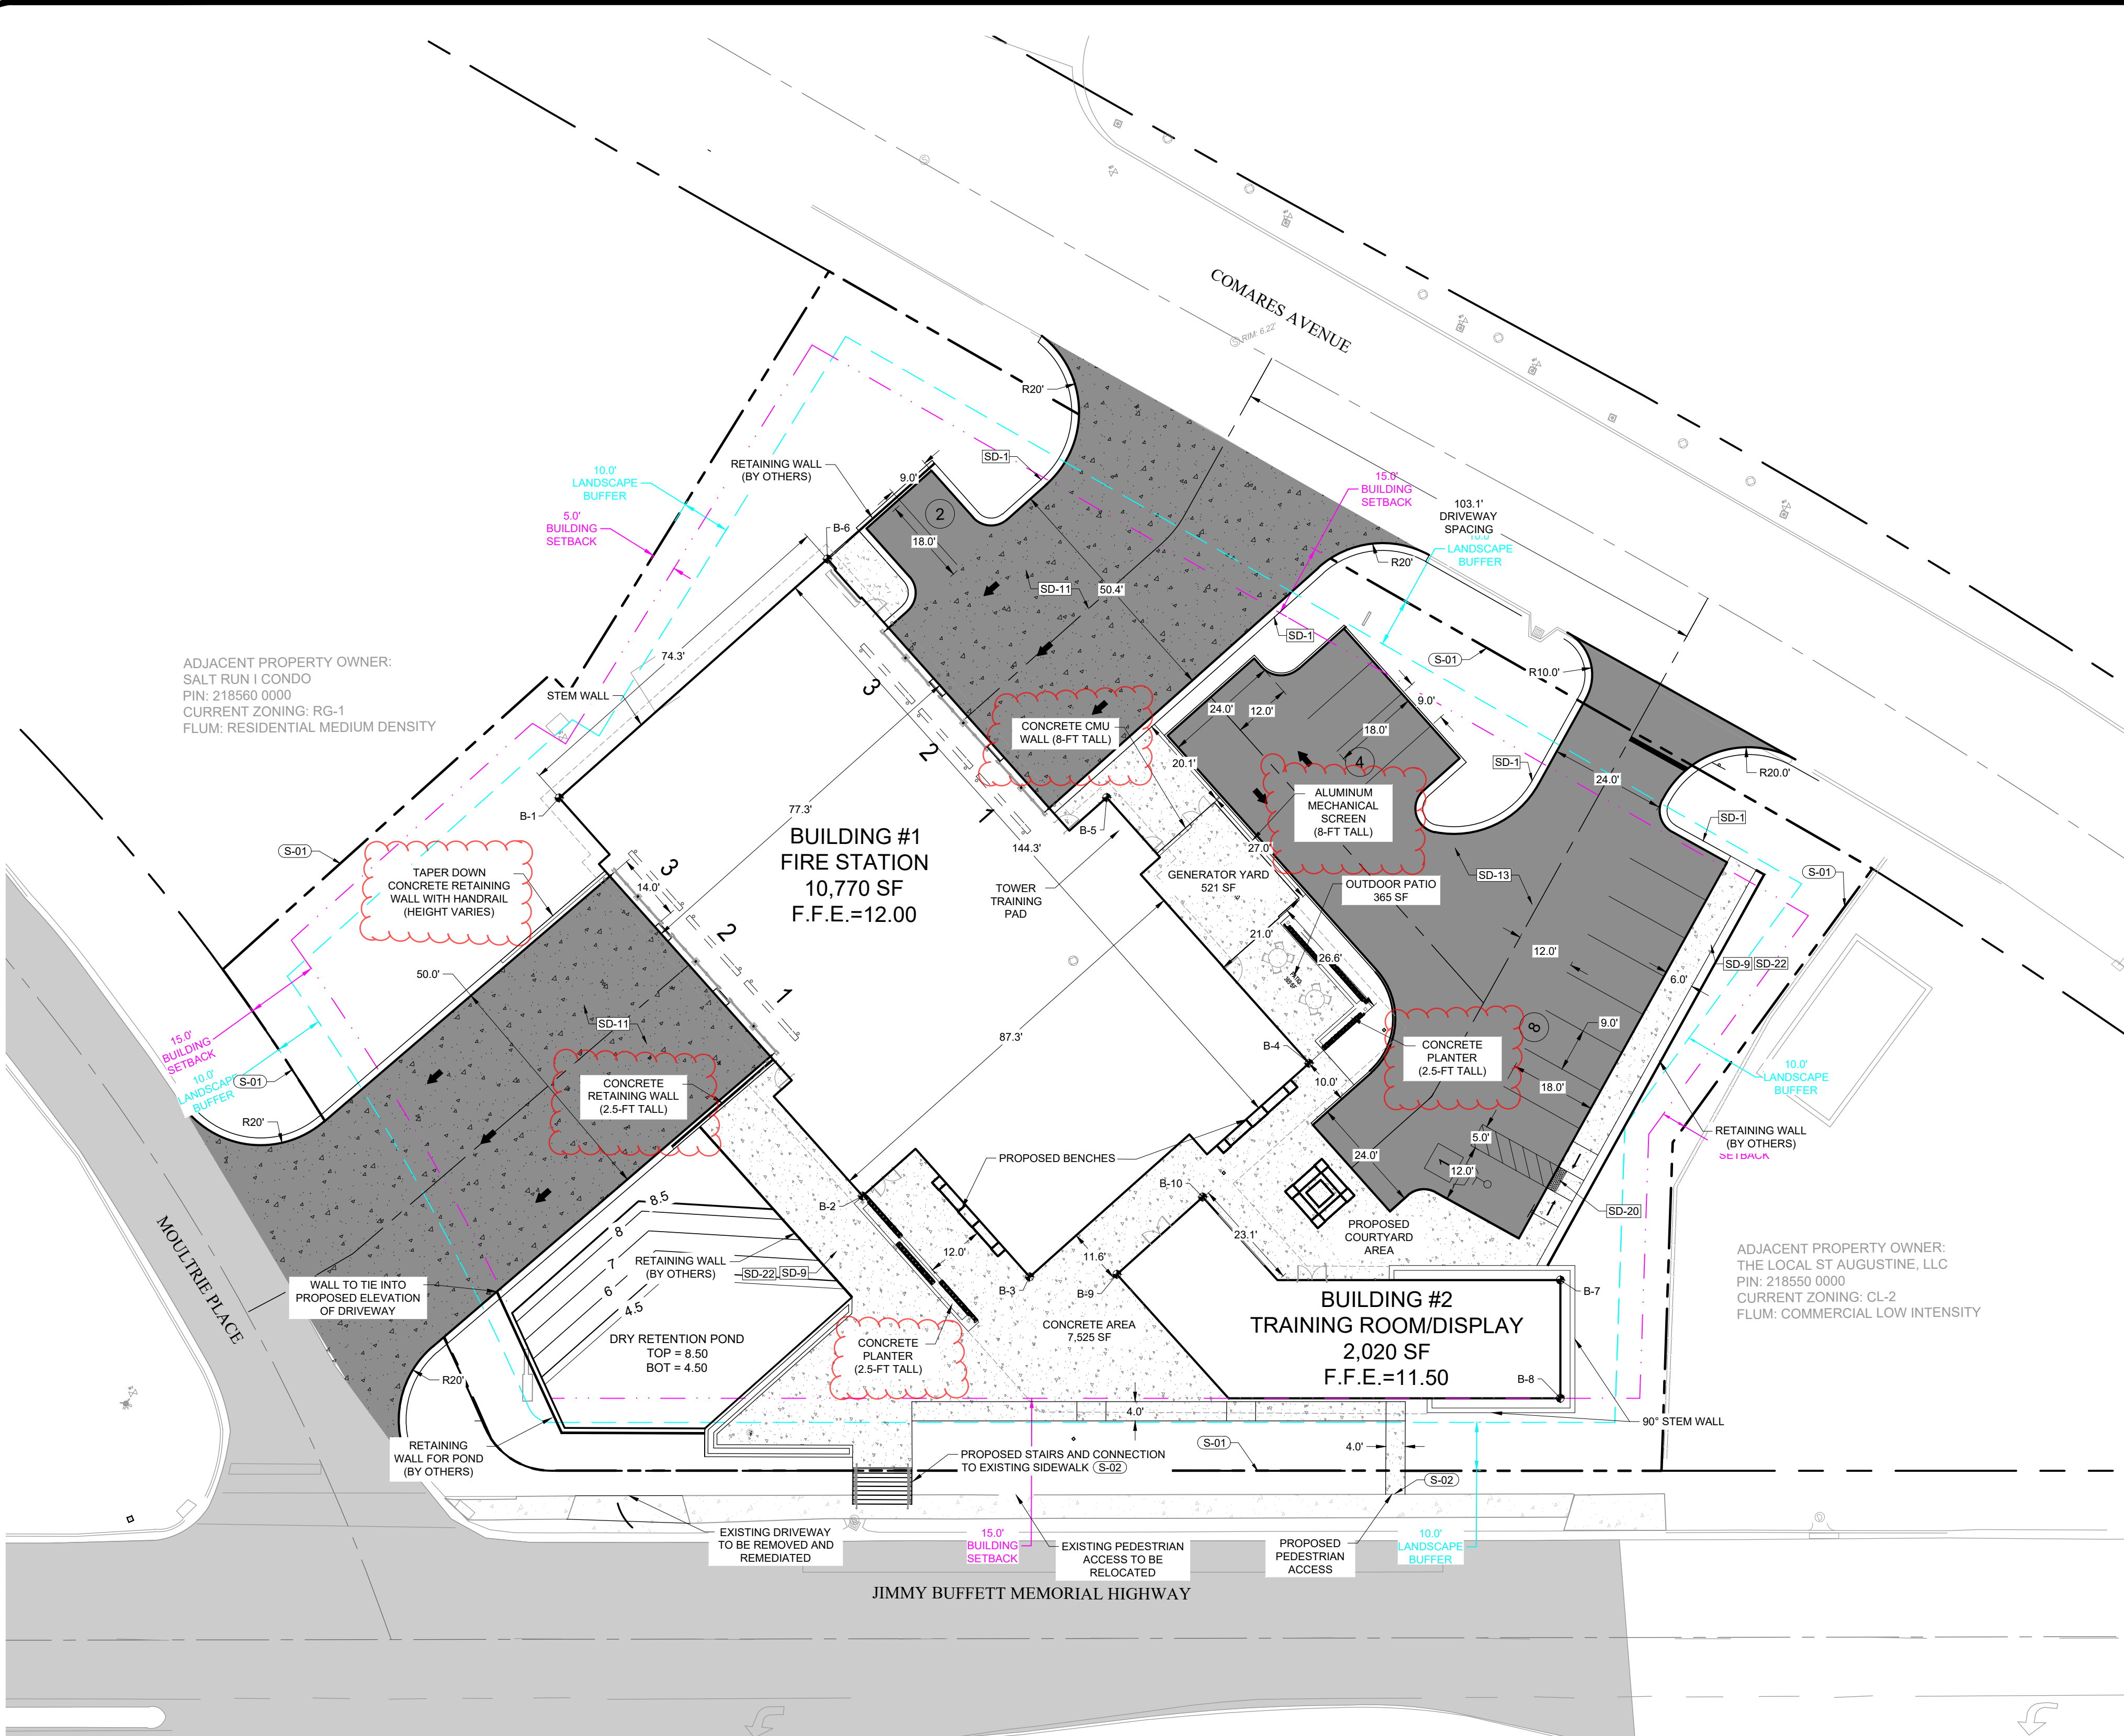 COMARES AVENUE
RIM: 6.22'
R20'
SD-1
RETAINING WALL
(BY OTHERS)
9.0'
10.0'
LANDSCAPE
BUFFER
5.0'
BUILDING
SETBACK
B-6
2
18.0'
SD-11
50.4'
15.0'
BUILDING
SETBACK
103.1'
DRIVEWAY
SPACING
10.0'
LANDSCAPE
BUFFER
R20'
SD-1
S-01
R10.0'
ADJACENT PROPERTY OWNER:
SALT RUN I CONDO
PIN: 218560 0000
CURRENT ZONING: RG-1
FLUM: RESIDENTIAL MEDIUM DENSITY
74.3'
STEM WALL
3
2
1
CONCRETE CMU
WALL (8-FT TALL)
24.0'
12.0'
9.0'
18.0'
4
20.1'
SD-1
24.0'
R20.0'
SD-1
ALUMINUM
MECHANICAL
SCREEN
(8-FT TALL)
B-1
77.3'
BUILDING #1
FIRE STATION
10,770 SF
F.F.E.=12.00
B-5
144.3'
27.0'
S-01
TAPER DOWN
CONCRETE RETAINING
WALL WITH HANDRAIL
(HEIGHT VARIES)
3
14.0'
2
1
TOWER
TRAINING
PAD
GENERATOR YARD
521 SF
OUTDOOR PATIO
365 SF
SD-13
S-01
21.0'
26.6'
12.0'
SD-9
SD-22
6.0'
50.0'
SD-11
87.3'
15.0'
BUILDING
SETBACK
10.0'
LANDSCAPE
BUFFER
S-01
R20'
CONCRETE
RETAINING WALL
(2.5-FT TALL)
B-4
10.0'
CONCRETE
PLANTER
(2.5-FT TALL)
8
9.0'
18.0'
10.0'
LANDSCAPE
BUFFER
RETAINING WALL
(BY OTHERS)
SETBACK
5.0'
24.0'
12.0'
PROPOSED BENCHES
SD-20
B-10
B-2
8.5
8
7
6
4.5
RETAINING WALL
(BY OTHERS)
SD-22
SD-9
12.0'
23.1'
PROPOSED
COURTYARD
AREA
11.6'
B-3
B-9
MOULTRIE PLACE
WALL TO TIE INTO
PROPOSED ELEVATION
OF DRIVEWAY
ADJACENT PROPERTY OWNER:
THE LOCAL ST AUGUSTINE, LLC
PIN: 218550 0000
CURRENT ZONING: CL-2
FLUM: COMMERCIAL LOW INTENSITY
B-7
BUILDING #2
TRAINING ROOM/DISPLAY
2,020 SF
F.F.E.=11.50
CONCRETE AREA
7,525 SF
DRY RETENTION POND
TOP = 8.50
BOT = 4.50
CONCRETE
PLANTER
(2.5-FT TALL)
R20'
B-8
4.0'
90° STEM WALL
RETAINING
WALL FOR POND
(BY OTHERS)
PROPOSED STAIRS AND CONNECTION
TO EXISTING SIDEWALK S-02
S-01
4.0'
S-02
EXISTING DRIVEWAY
TO BE REMOVED AND
REMEDIATED
15.0'
BUILDING
SETBACK
EXISTING PEDESTRIAN
ACCESS TO BE
RELOCATED
PROPOSED
PEDESTRIAN
ACCESS
10.0'
LANDSCAPE
BUFFER
JIMMY BUFFETT MEMORIAL HIGHWAY